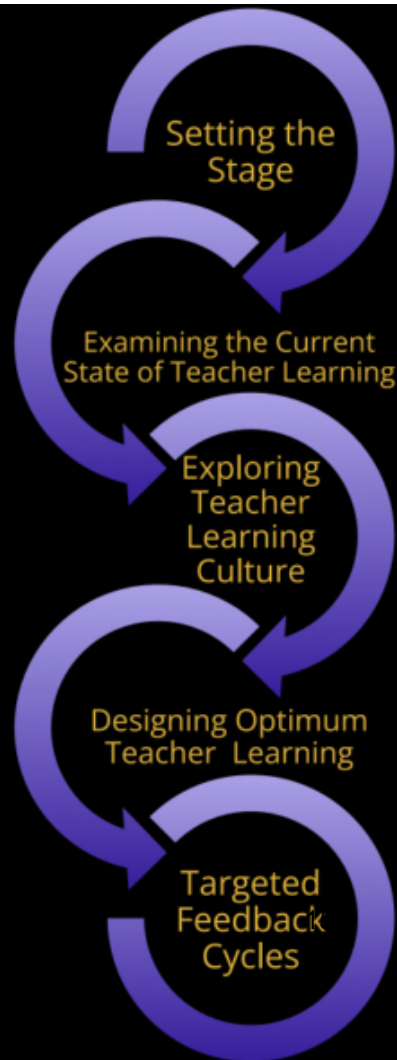 Setting the
Stage
Examining the Current
State of Teacher Learning
Exploring
Teacher
Learning
Culture
Designing Optimum
Teacher Learning
Targeted
Feedback
Cycles